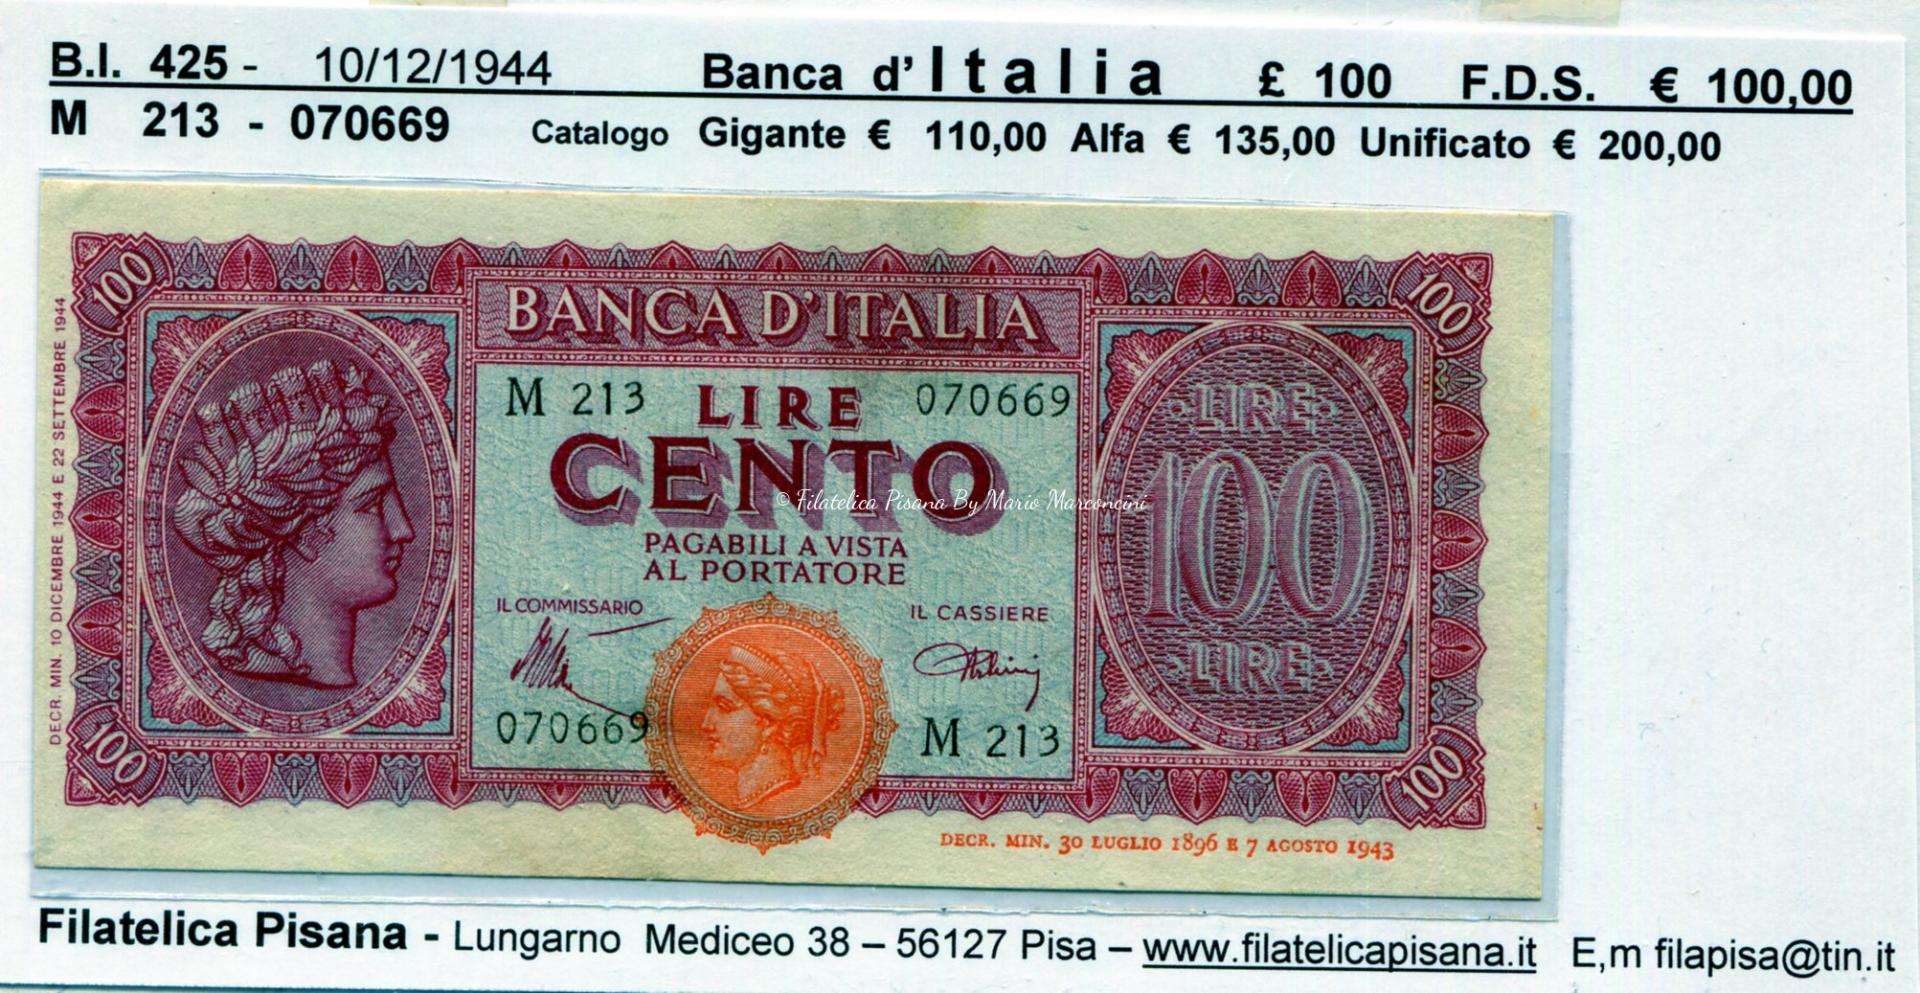 B.I. 425 - 10/12/1944 Banca d'Italia £ 100 F.D.S. € 100,00
M 213 - 070669 Catalogo Gigante € 110,00 Alfa € 135,00 Unificato € 200,00
100
100
BANCA D'ITALIA
DECR. MIN. 10 DICEMBRE 1944 E 22 SETTEMBRE 1944
M 213 LIRE 070669
CENTO
© Filatelica Pisana By Mario Marconcini
PAGABILI A VISTA
AL PORTATORE
IL COMMISSARIO
IL CASSIERE
070669
M 213
LIRE
100
LIRE
100
100
DECR. MIN. 30 LUGLIO 1896 E 7 AGOSTO 1943
Filatelica Pisana - Lungarno Mediceo 38 – 56127 Pisa – www.filatelicapisana.it E,m filapisa@tin.it